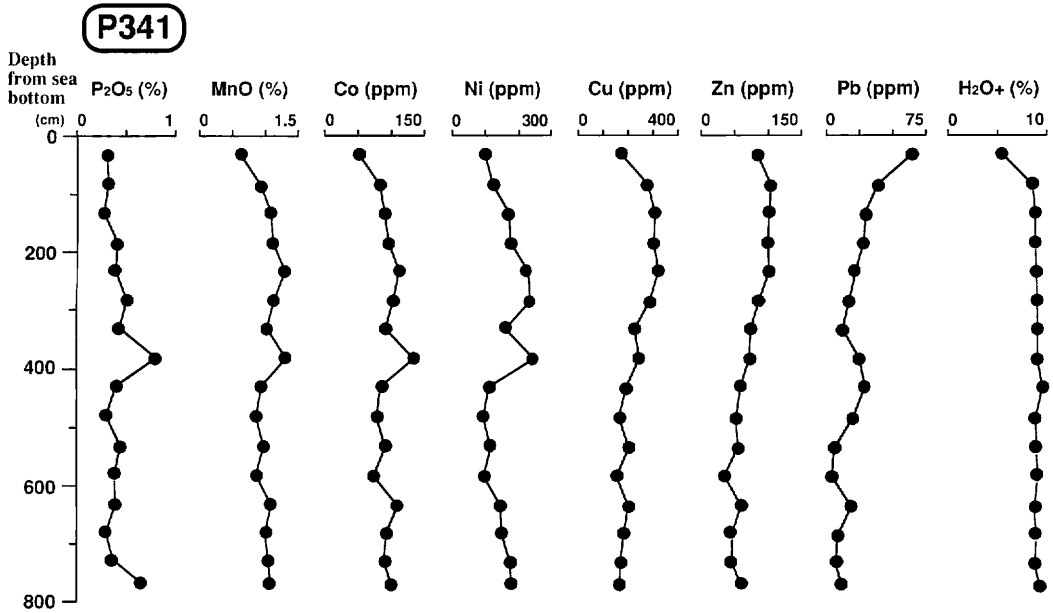 P341
Depth
from sea
bottom
(cm)
P2O5 (%) MnO (%) Co (ppm) Ni (ppm) Cu (ppm) Zn (ppm) Pb (ppm) H2O+ (%)
0 1 0 1.5 0 150 0 300 0 400 0 150 0 75 0 10
0
200
400
600
800